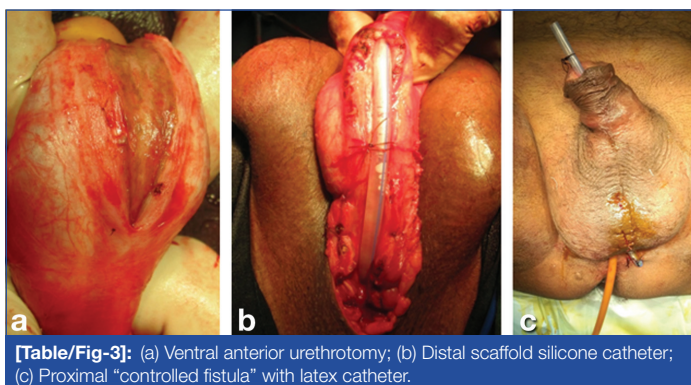 a
b
c
[Table/Fig-3]: (a) Ventral anterior urethrotomy; (b) Distal scaffold silicone catheter;
(c) Proximal “controlled fistula” with latex catheter.